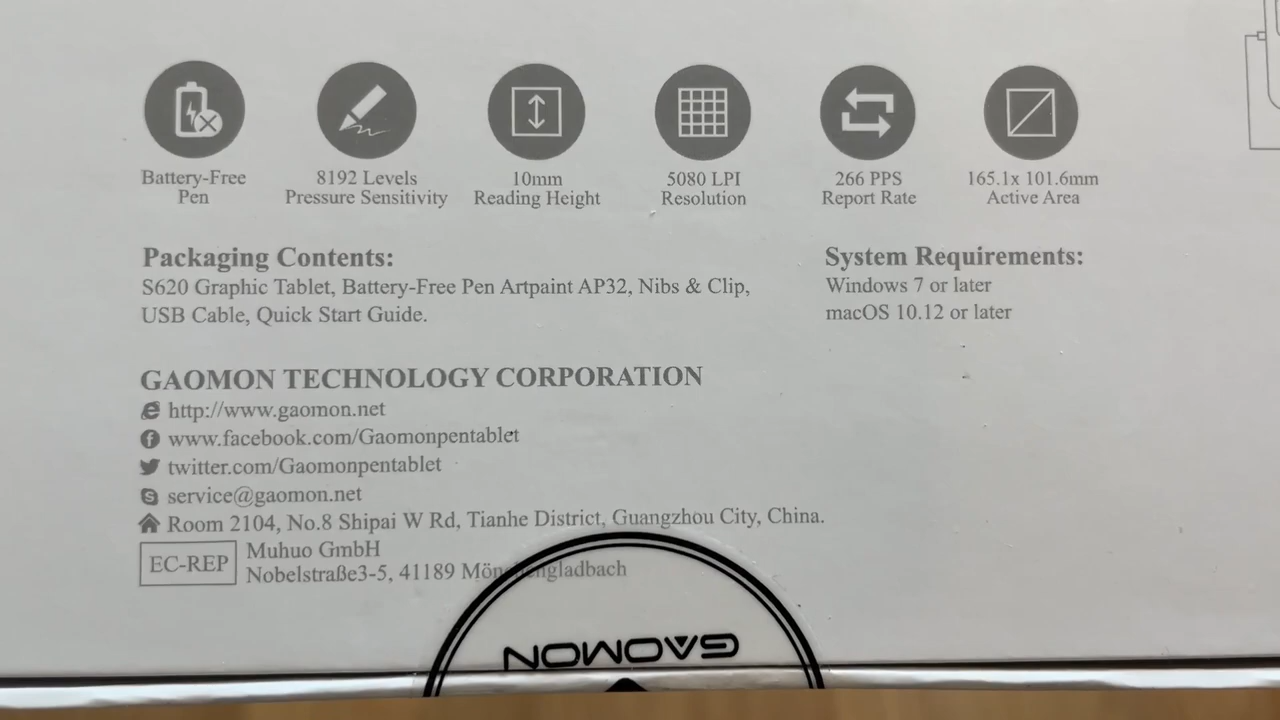 Battery-Free
Pen
8192 Levels
Pressure Sensitivity
10mm
Reading Height
5080 LPI
Resolution
266 PPS
Report Rate
165.1x 101.6mm
Active Area
Packaging Contents:
S620 Graphic Tablet, Battery-Free Pen Artpaint AP32, Nibs & Clip,
USB Cable, Quick Start Guide.
System Requirements:
Windows 7 or later
macOS 10.12 or later
GAOMON TECHNOLOGY CORPORATION
http://www.gaomon.net
www.facebook.com/Gaomonpentablet
twitter.com/Gaomonpentablet
service@gaomon.net
Room 2104, No.8 Shipai W Rd, Tianhe District, Guangzhou City, China.
EC-REP
Muhuo GmbH
Nobelstraße3-5, 41189 Mönchengladbach
GAOMON